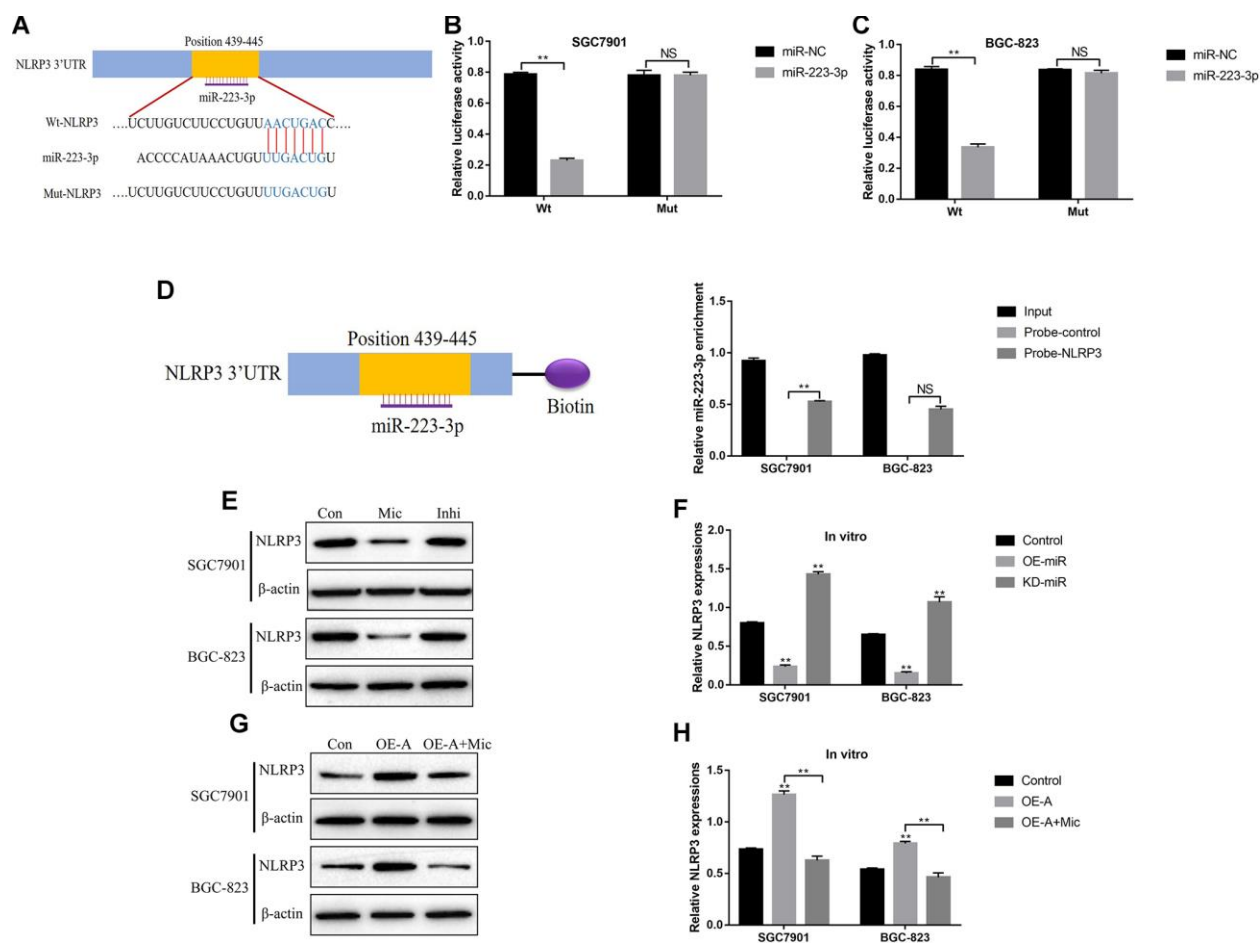 A
Position 439-445
NLRP3 3'UTR
miR-223-3p
Wt-NLRP3 ....UCUUGUCUUCCUGUUAACUGACC....
miR-223-3p ACCCCAUAAACUGUUUGACUGU
Mut-NLRP3 ....UCUUGUCUUCCUGUUUUGACUGU
B
SGC7901
Relative luciferase activity
1.0
0.8
0.6
0.4
0.2
0.0
**
NS
Wt Mut
miR-NC
miR-223-3p
C
BGC-823
Relative luciferase activity
1.0
0.8
0.6
0.4
0.2
0.0
**
NS
Wt Mut
miR-NC
miR-223-3p
D
Position 439-445
NLRP3 3'UTR
miR-223-3p
Biotin
Relative miR-223-3p enrichment
1.5
1.0
0.5
0.0
**
NS
SGC7901 BGC-823
Input
Probe-control
Probe-NLRP3
E
Con Mic Inhi
SGC7901
NLRP3
β-actin
BGC-823
NLRP3
β-actin
F
In vitro
Relative NLRP3 expressions
2.0
1.5
1.0
0.5
0.0
**
**
**
**
SGC7901 BGC-823
Control
OE-miR
KD-miR
G
Con OE-A OE-A+Mic
SGC7901
NLRP3
β-actin
BGC-823
NLRP3
β-actin
H
In vitro
Relative NLRP3 expressions
1.5
1.0
0.5
0.0
**
**
**
**
SGC7901 BGC-823
Control
OE-A
OE-A+Mic